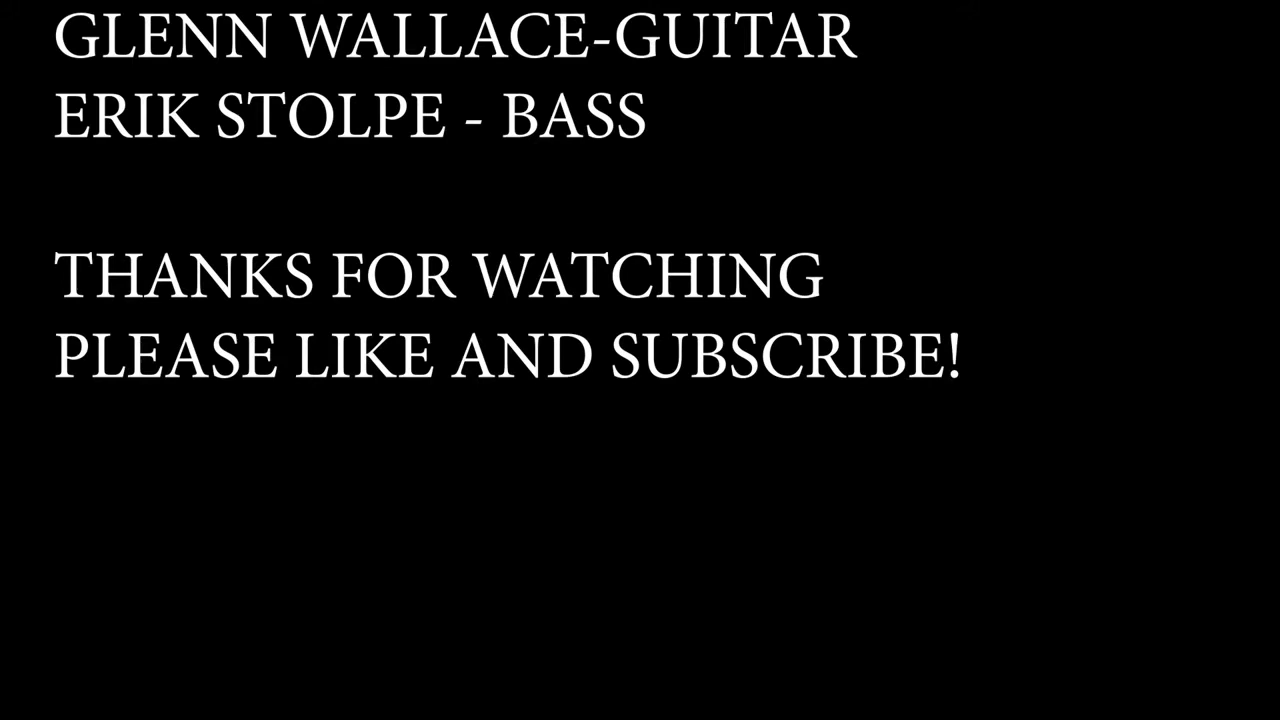 GLENN WALLACE-GUITAR
ERIK STOLPE - BASS
THANKS FOR WATCHING
PLEASE LIKE AND SUBSCRIBE!